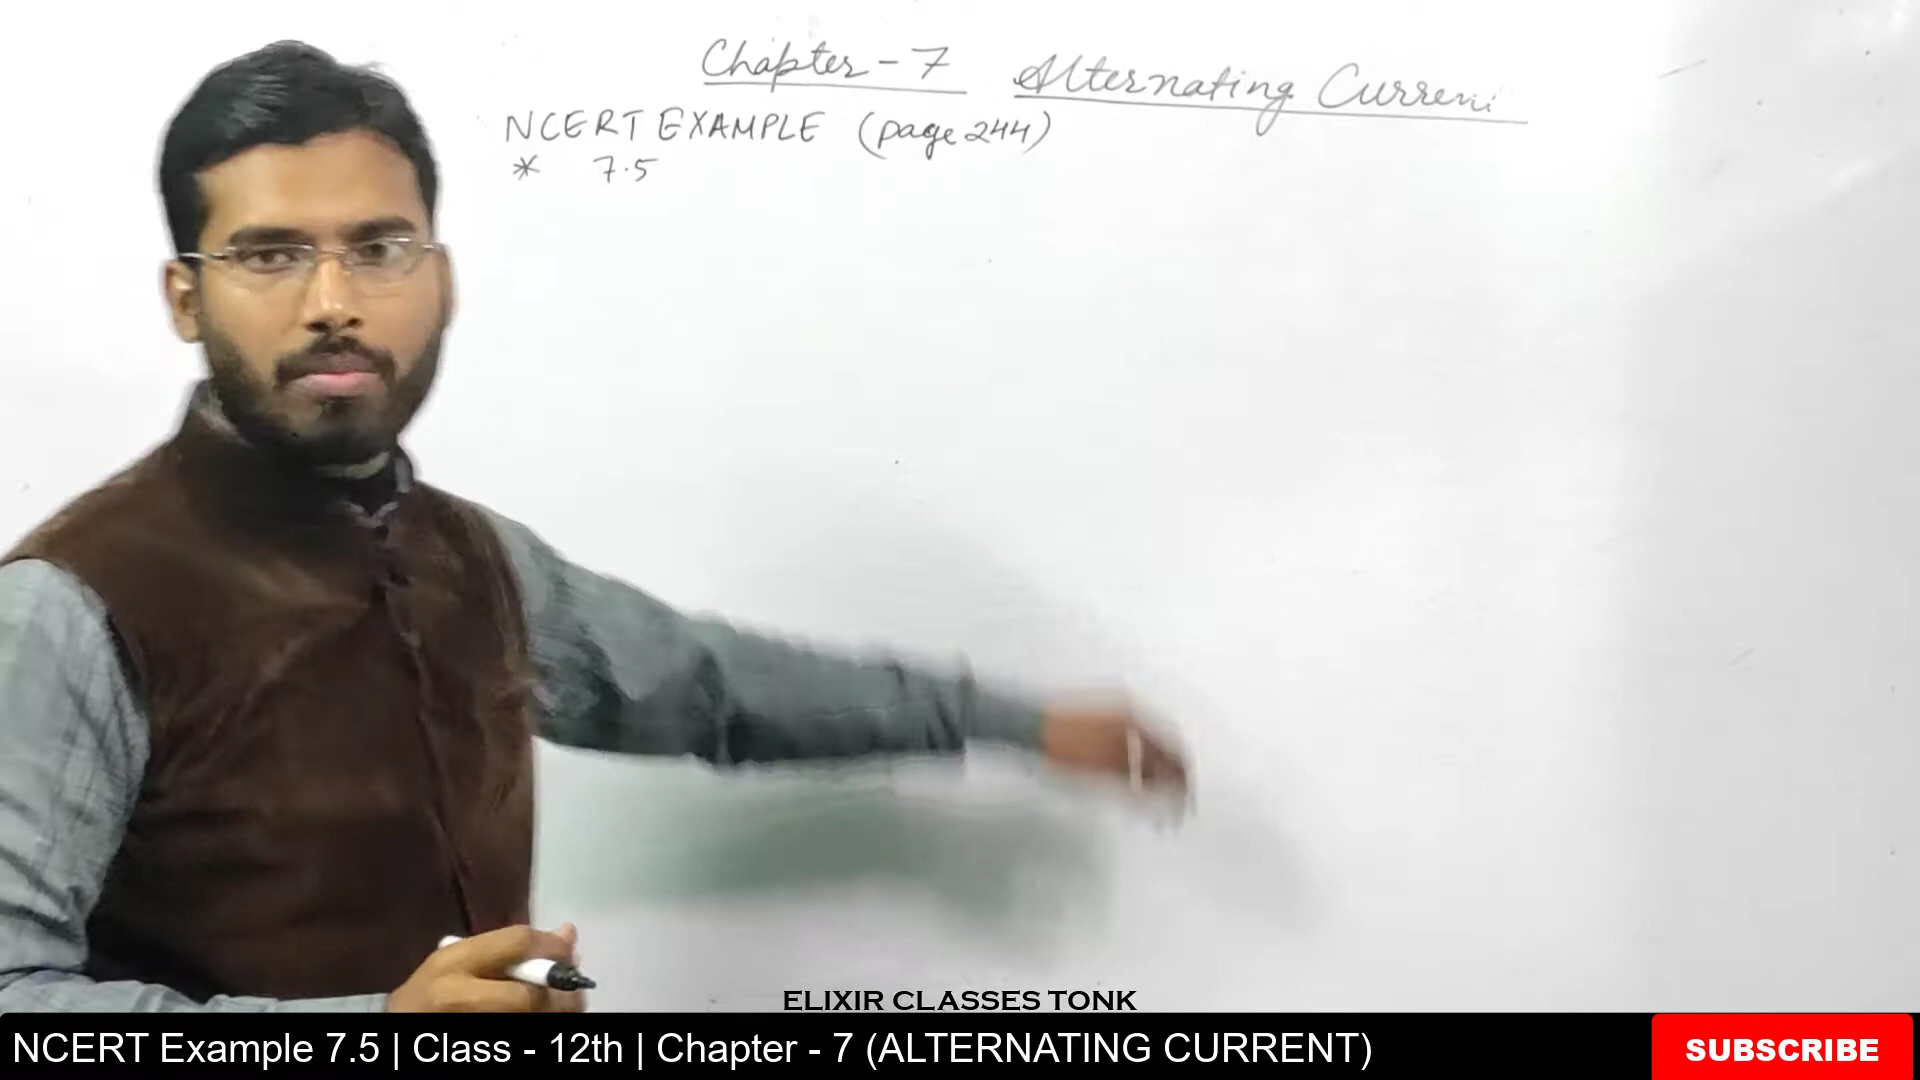 Chapter - 7 Alternating Current
NCERT EXAMPLE (page 244)
* 7.5
ELIXIR CLASSES TONK
NCERT Example 7.5 | Class - 12th | Chapter - 7 (ALTERNATING CURRENT)
SUBSCRIBE